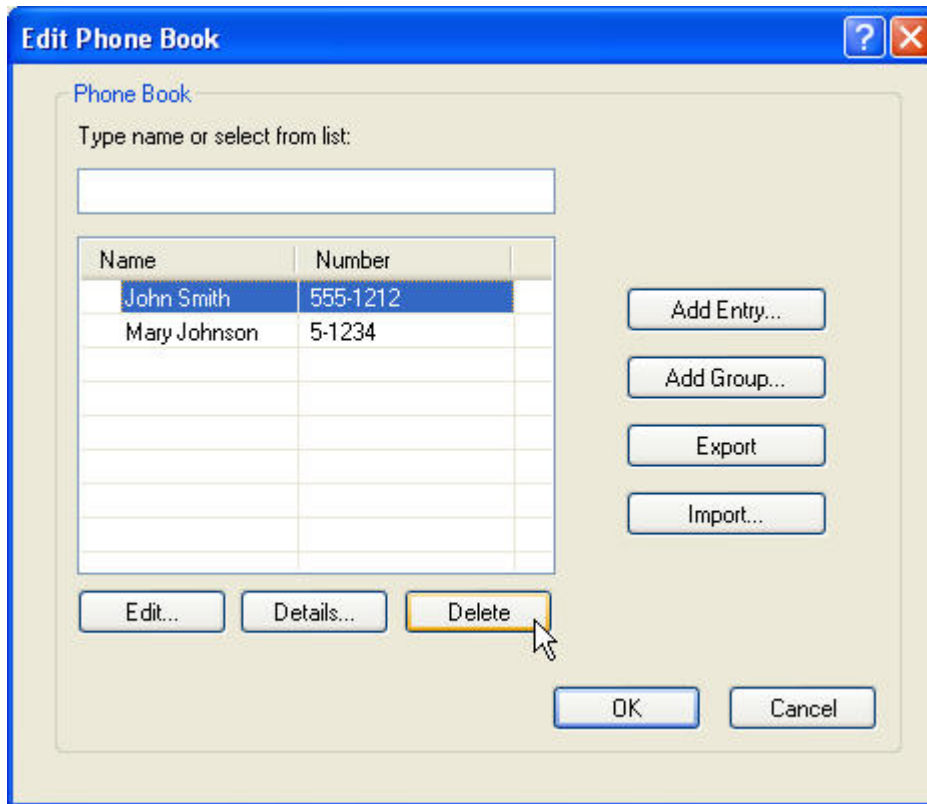 Edit Phone Book
Phone Book
Type name or select from list:
Name Number
John Smith 555-1212
Mary Johnson 5-1234
Add Entry...
Add Group...
Export
Import...
Edit... Details... Delete
OK Cancel